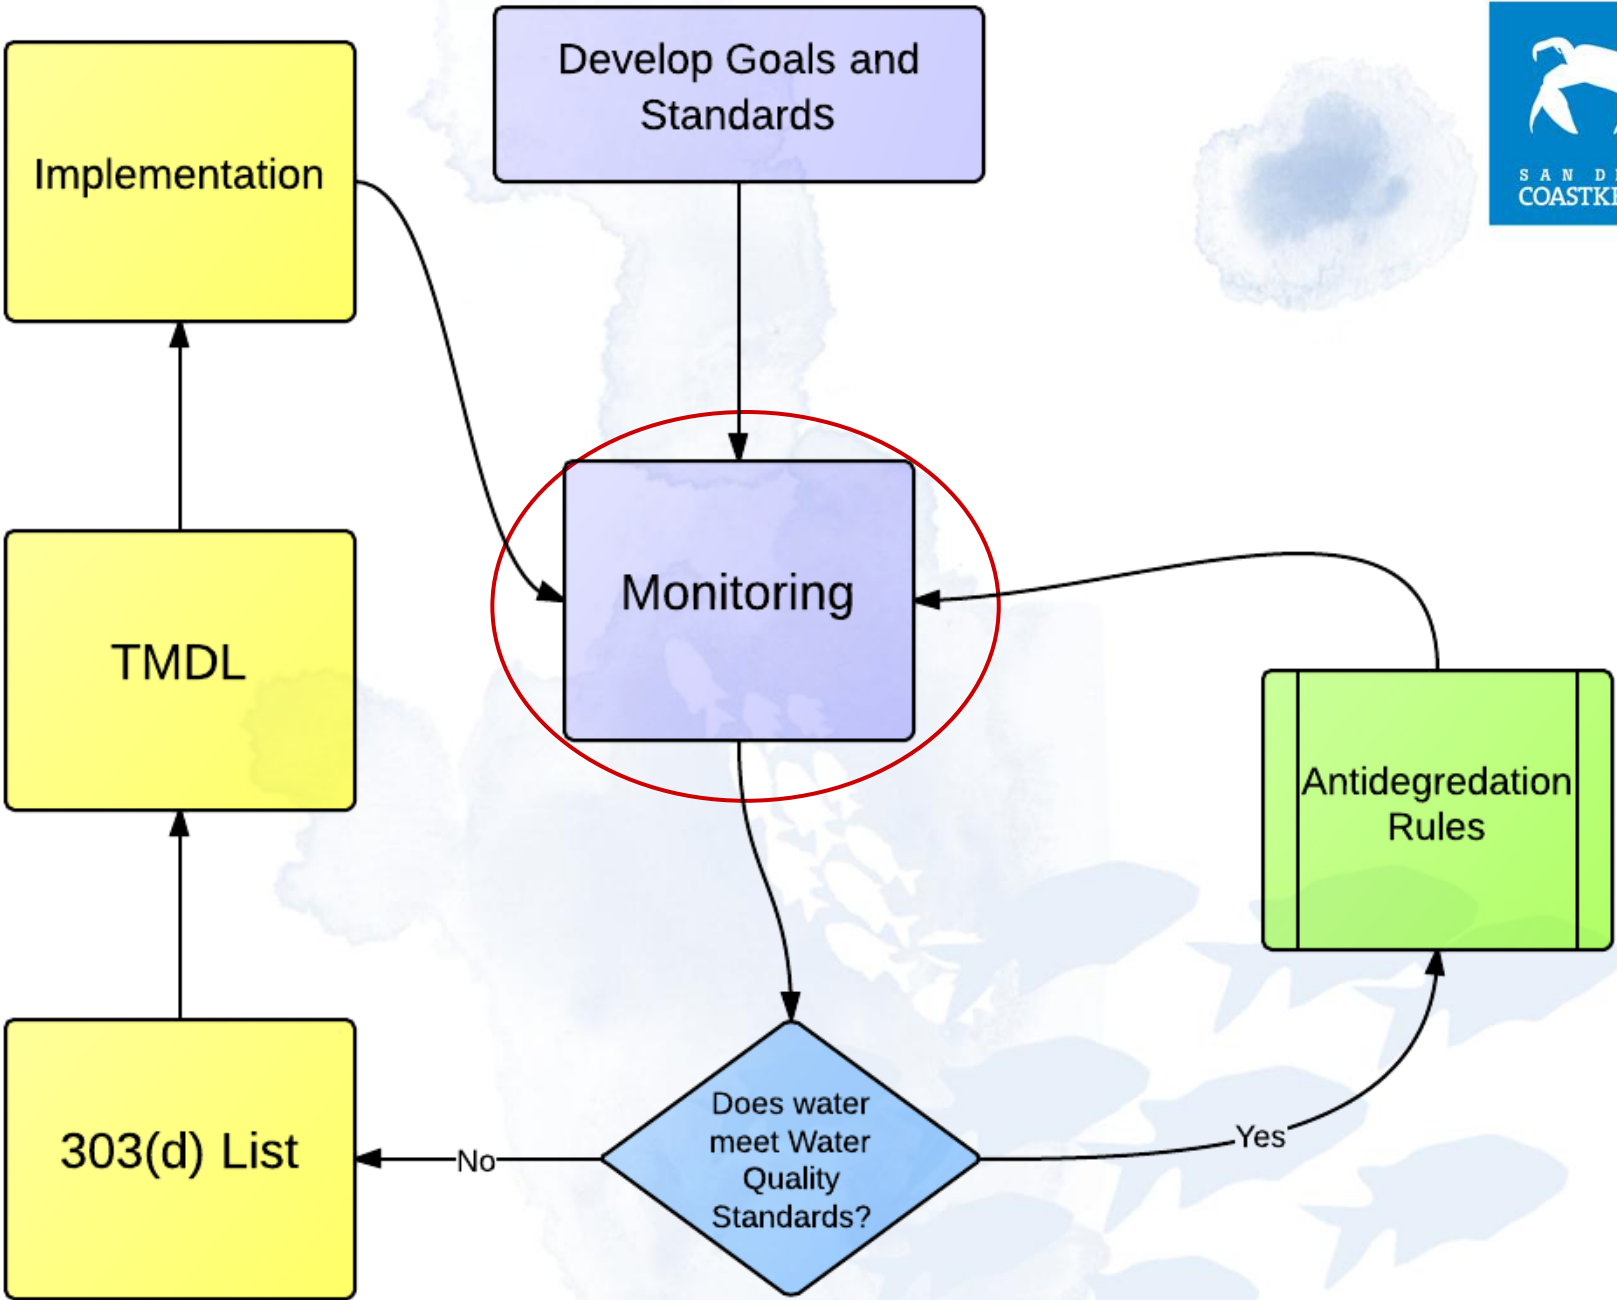 Develop Goals and
Standards
Implementation
Monitoring
TMDL
Antidegredation
Rules
Does water
meet Water
Quality
Standards?
303(d) List
No
Yes
SAN